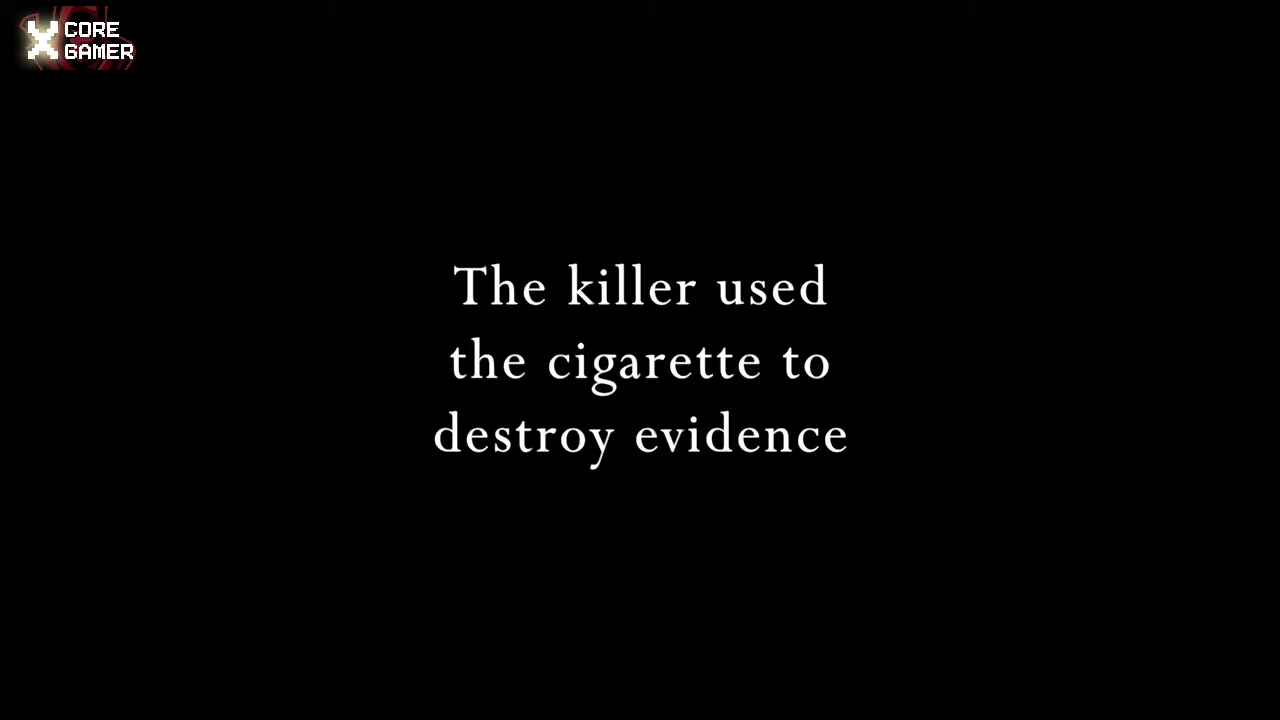 CORE
GAMER
The killer used
the cigarette to
destroy evidence